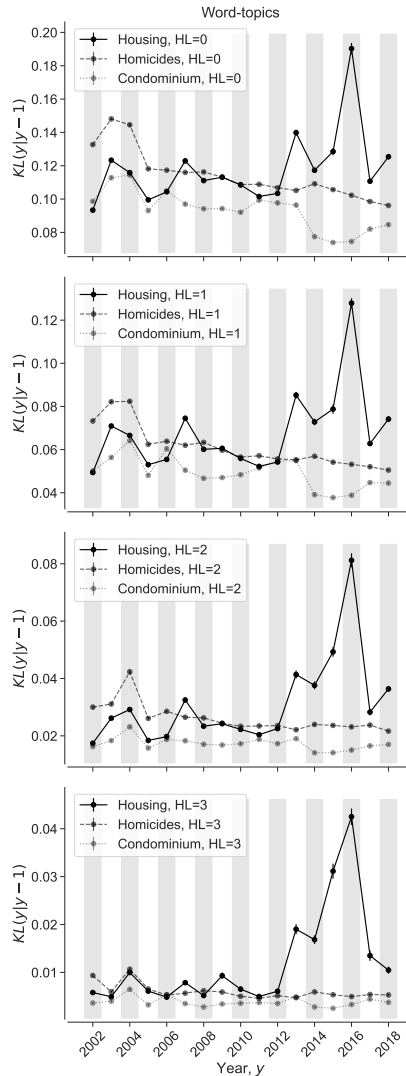 Word-topics
0.20
0.18
0.16
0.14
0.12
0.10
0.08
KL(y|y − 1)
Housing, HL=0
Homicides, HL=0
Condominium, HL=0
0.12
0.10
0.08
0.06
0.04
KL(y|y − 1)
Housing, HL=1
Homicides, HL=1
Condominium, HL=1
0.08
0.06
0.04
0.02
KL(y|y − 1)
Housing, HL=2
Homicides, HL=2
Condominium, HL=2
0.04
0.03
0.02
0.01
KL(y|y − 1)
Housing, HL=3
Homicides, HL=3
Condominium, HL=3
2002 2004 2006 2008 2010 2012 2014 2016 2018
Year, y